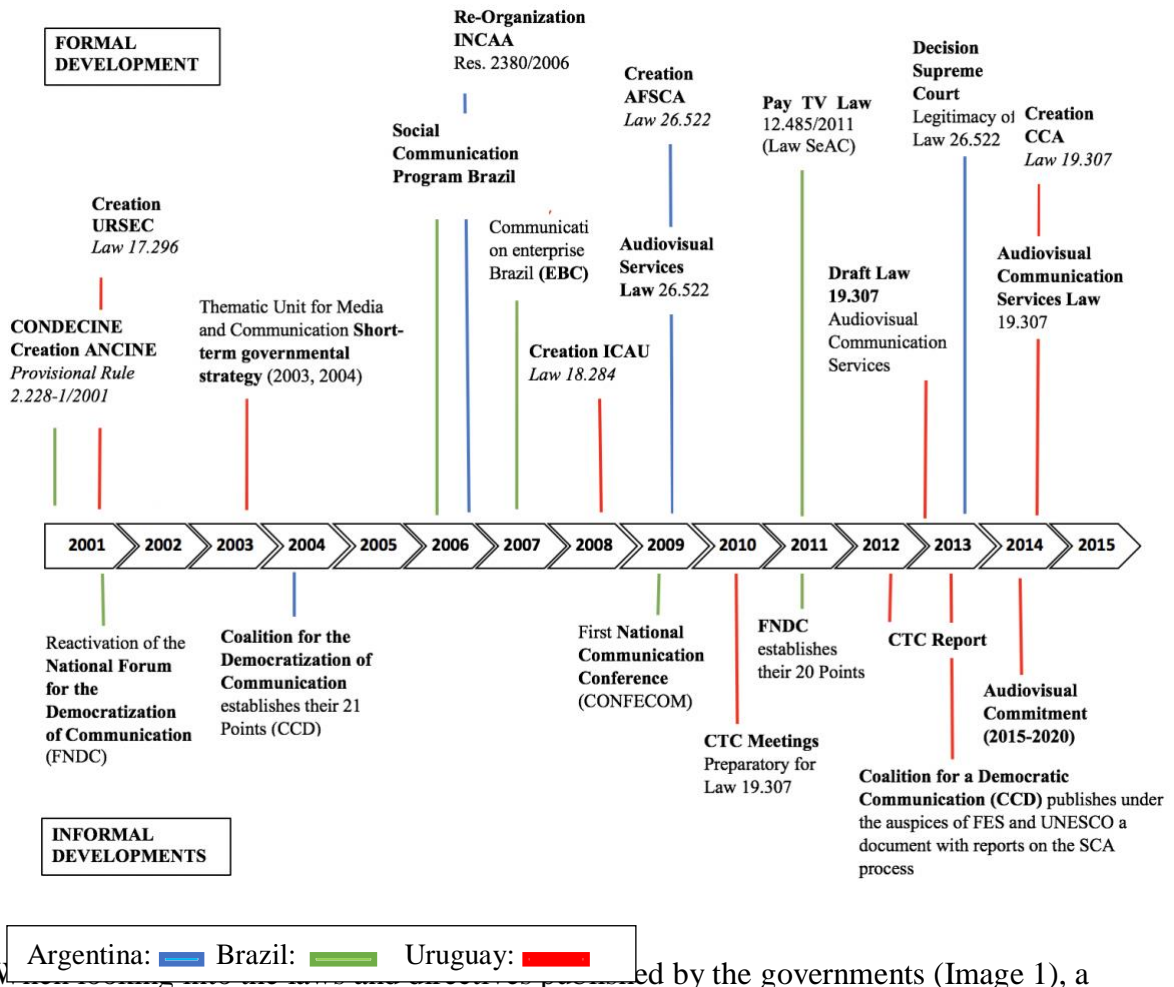 FORMAL
DEVELOPMENT
Re-Organization
INCAA
Res. 2380/2006
Social
Communication
Program Brazil
Creation
AFSCA
Law 26.522
Pay TV Law
12.485/2011
(Law SeAC)
Decision
Supreme
Court
Legitimacy of
Law 26.522
Creation
CCA
Law 19.307
Creation
URSEC
Law 17.296
CONDECINE
Creation ANCINE
Provisional Rule
2.228-1/2001
Thematic Unit for Media
and Communication Short-
term governmental
strategy (2003, 2004)
Communicati
on enterprise
Brazil (EBC)
Creation ICAU
Law 18.284
Audiovisual
Services
Law 26.522
Draft Law
19.307
Audiovisual
Communication
Services
Audiovisual
Communication
Services Law
19.307
2001 2002 2003 2004 2005 2006 2007 2008 2009 2010 2011 2012 2013 2014 2015
Reactivation of the
National Forum
for the
Democratization
of Communication
(FNDC)
Coalition for the
Democratization of
Communication
establishes their 21
Points (CCD)
First National
Communication
Conference
(CONFECOM)
CTC Meetings
Preparatory for
Law 19.307
FNDC
establishes
their 20 Points
CTC Report
Audiovisual
Commitment
(2015-2020)
Coalition for a Democratic
Communication (CCD) publishes under
the auspices of FES and UNESCO a
document with reports on the SCA
process
INFORMAL
DEVELOPMENTS
Argentina: Brazil: Uruguay:
When looking into the laws and directives published by the governments (Image 1), a